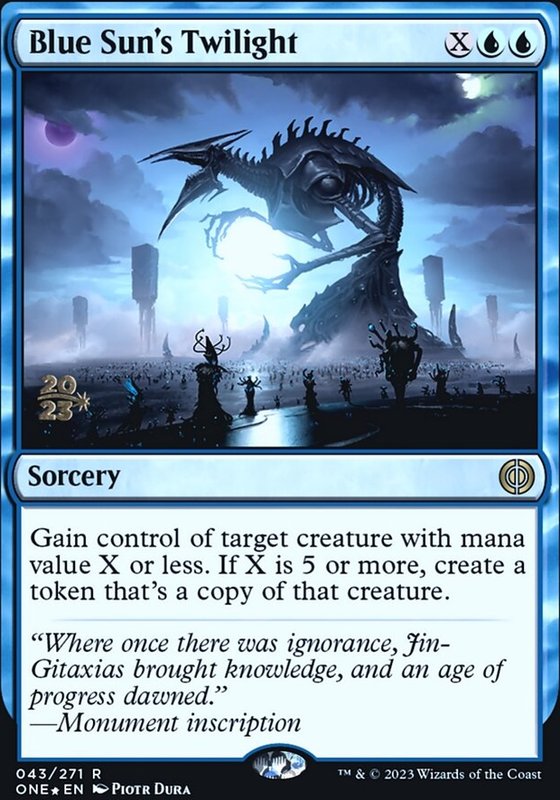 Blue Sun's Twilight X
20
23
Sorcery
Gain control of target creature with mana
value X or less. If X is 5 or more, create a
token that's a copy of that creature.
“Where once there was ignorance, Jin-
Gitaxias brought knowledge, and an age of
progress dawned.”
—Monument inscription
043/271 R
ONE★EN Piotr Dura
™ & © 2023 Wizards of the Coast